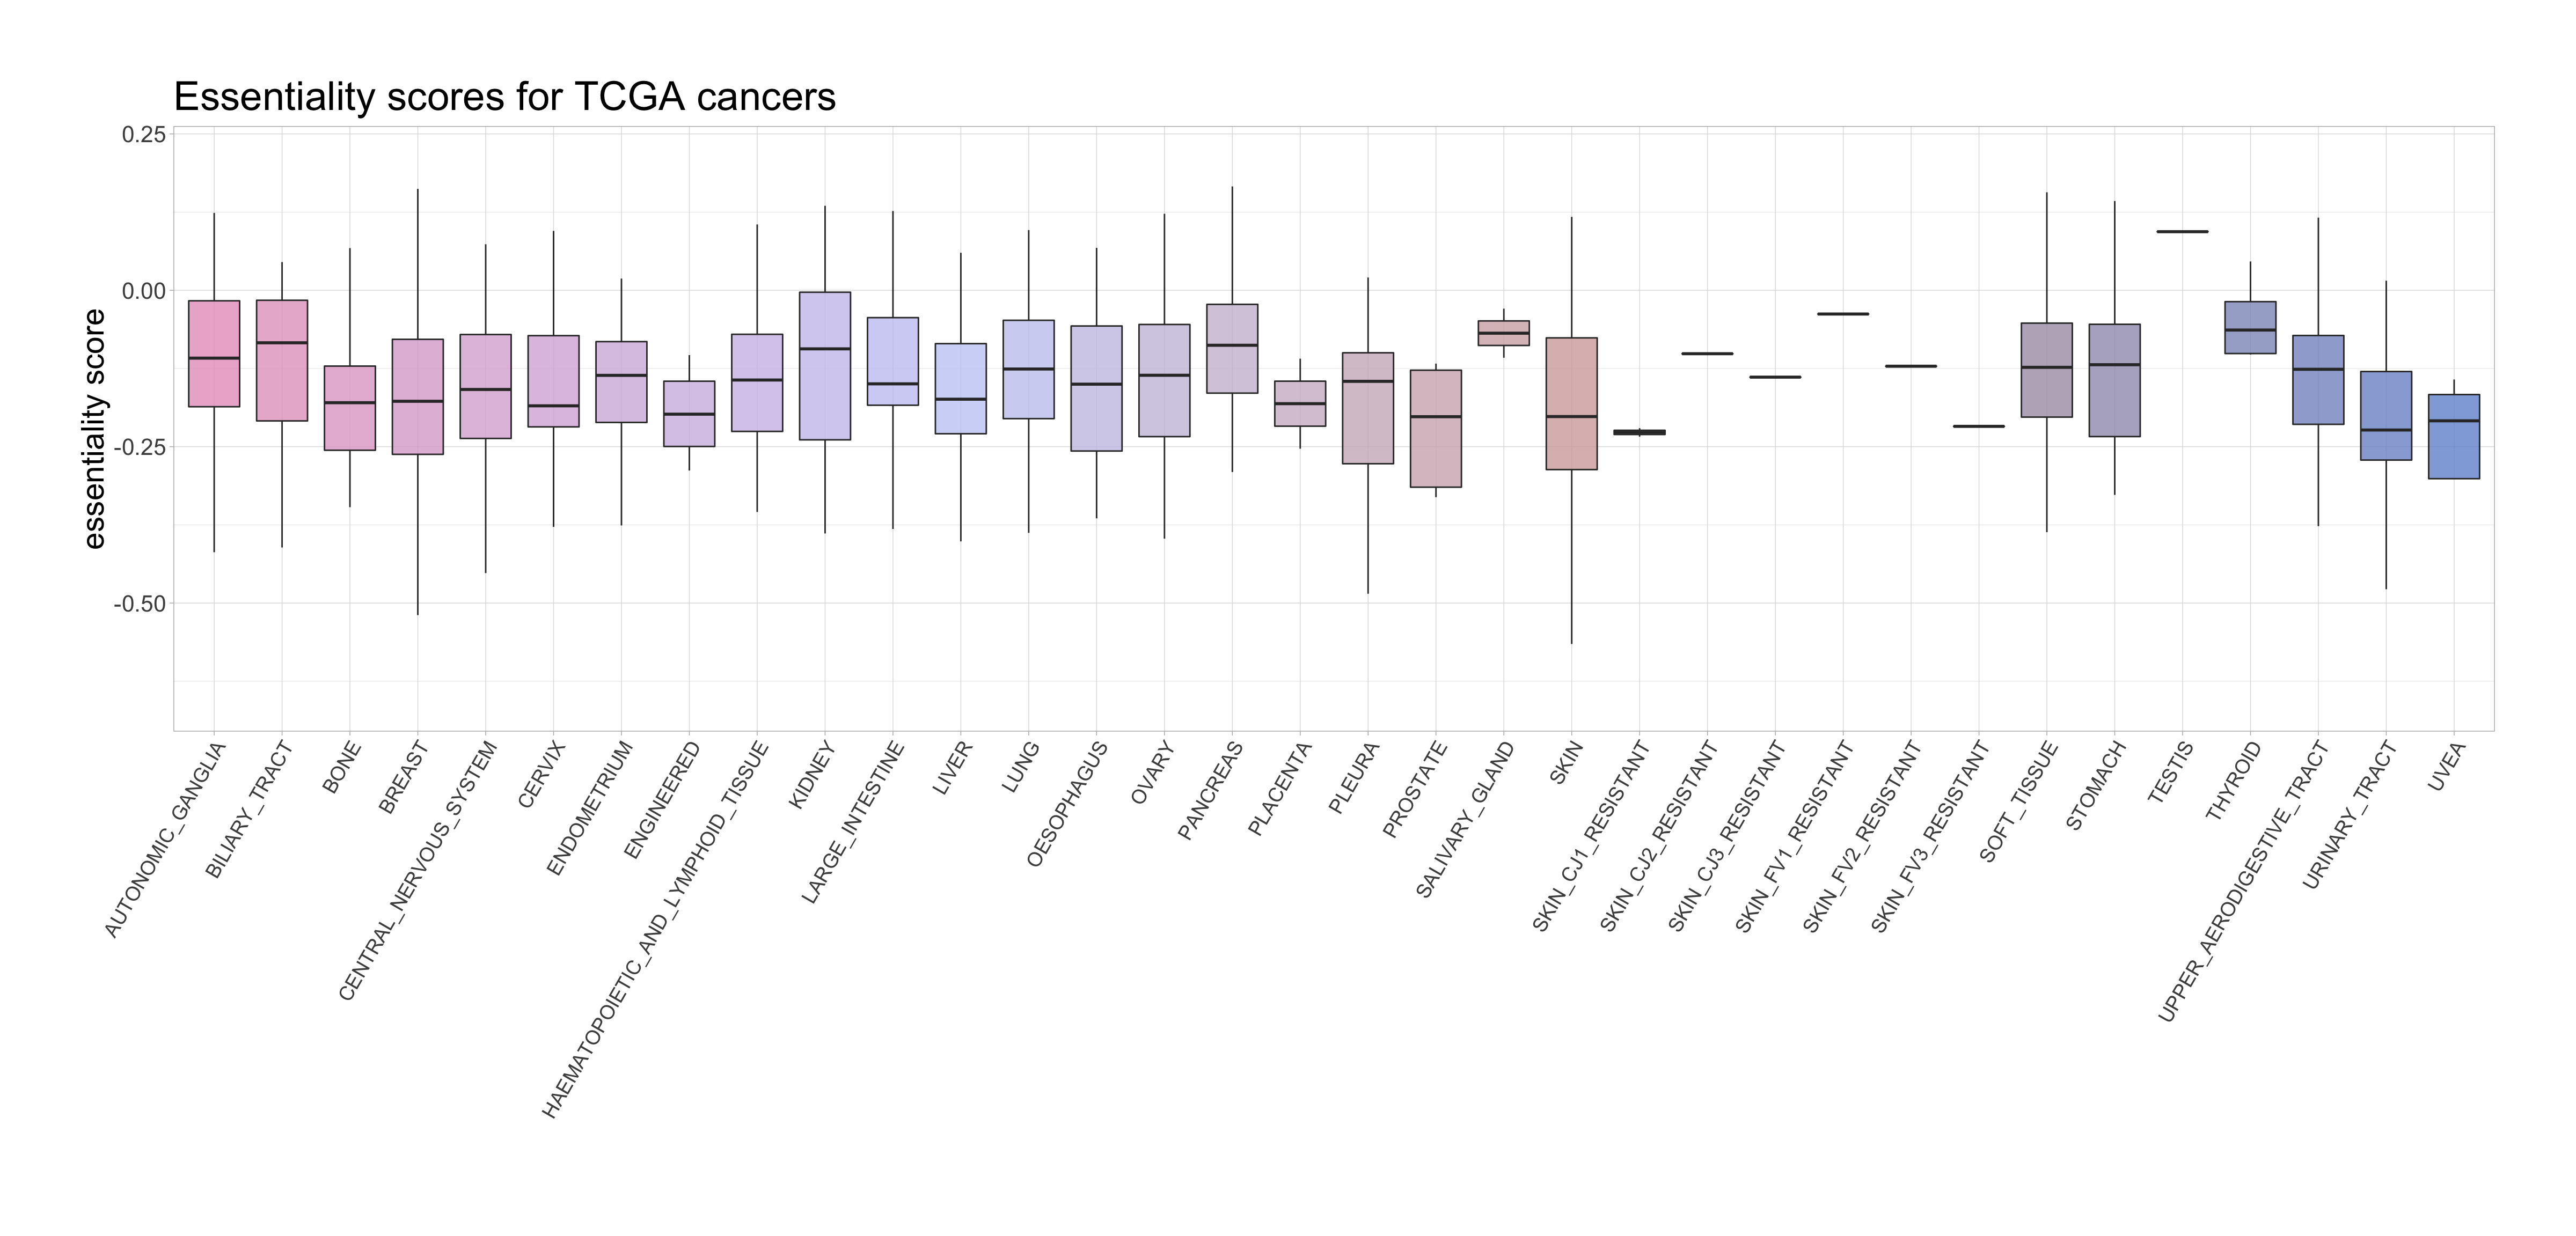 Essentiality scores for TCGA cancers
essentiality score
0.25
0.00
-0.25
-0.50
AUTONOMIC_GANGLIA
BILIARY_TRACT
BONE
BREAST
CENTRAL_NERVOUS_SYSTEM
CERVIX
ENDOMETRIUM
ENGINEERED
HAEMATOPOIETIC_AND_LYMPHOID_TISSUE
KIDNEY
LARGE_INTESTINE
LIVER
LUNG
OESOPHAGUS
OVARY
PANCREAS
PLACENTA
PLEURA
PROSTATE
SALIVARY_GLAND
SKIN
SKIN_CJ1_RESISTANT
SKIN_CJ2_RESISTANT
SKIN_CJ3_RESISTANT
SKIN_FV1_RESISTANT
SKIN_FV2_RESISTANT
SKIN_FV3_RESISTANT
SOFT_TISSUE
STOMACH
TESTIS
THYROID
UPPER_AERODIGESTIVE_TRACT
URINARY_TRACT
UVEA